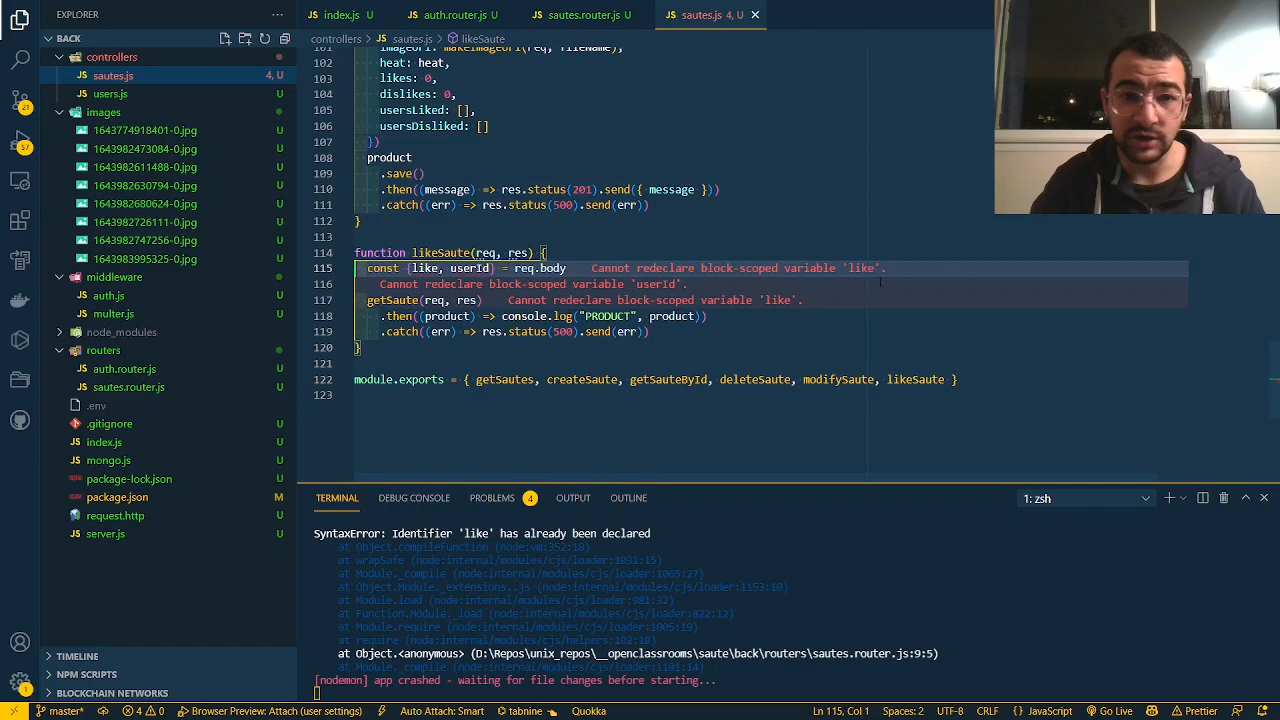 EXPLORER
index.js U
auth.router.js U
sautes.router.js U
sautes.js 4, U
BACK
controllers > JS sautes.js > likeSaute
controllers
JS sautes.js 4, U
JS users.js U
images
1643774918401-0.jpg U
1643982473084-0.jpg U
1643982611488-0.jpg U
1643982630794-0.jpg U
1643982680624-0.jpg U
1643982726111-0.jpg U
1643982747256-0.jpg U
1643983995325-0.jpg U
middleware
JS auth.js U
JS multer.js U
node_modules
routers
JS auth.router.js U
JS sautes.router.js U
.env
.gitignore U
JS index.js U
JS mongo.js U
package-lock.json U
package.json M
request.http U
JS server.js U
TIMELINE
NPM SCRIPTS
BLOCKCHAIN NETWORKS
21
57
1
101 imageUrl: makeImageUrl(req, fileName),
102 heat: heat,
103 likes: 0,
104 dislikes: 0,
105 usersLiked: [],
106 usersDisliked: []
107 })
108 product
109 .save()
110 .then((message) => res.status(201).send({ message }))
111 .catch((err) => res.status(500).send(err))
112 }
113
114 function likeSaute(req, res) {
115 const {like, userId} = req.body Cannot redeclare block-scoped variable 'like'.
116 Cannot redeclare block-scoped variable 'userId'.
117 getSaute(req, res) Cannot redeclare block-scoped variable 'like'.
118 .then((product) => console.log("PRODUCT", product))
119 .catch((err) => res.status(500).send(err))
120 }
121
122 module.exports = { getSautes, createSaute, getSauteById, deleteSaute, modifySaute, likeSaute }
123
TERMINAL DEBUG CONSOLE PROBLEMS 4 OUTPUT OUTLINE 1: zsh
SyntaxError: Identifier 'like' has already been declared
at Object.compileFunction (node:vm:352:18)
at wrapSafe (node:internal/modules/cjs/loader:1031:15)
at Module._compile (node:internal/modules/cjs/loader:1065:27)
at Object.Module._extensions..js (node:internal/modules/cjs/loader:1153:10)
at Module.load (node:internal/modules/cjs/loader:981:32)
at Function.Module._load (node:internal/modules/cjs/loader:822:12)
at Module.require (node:internal/modules/cjs/loader:1005:19)
at require (node:internal/modules/cjs/helpers:102:18)
at Object.<anonymous> (D:\Repos\unix_repos\__openclassrooms\saute\back\routers\sautes.router.js:9:5)
at Module._compile (node:internal/modules/cjs/loader:1101:14)
[nodemon] app crashed - waiting for file changes before starting...
master* 4 0 Browser Preview: Attach (user settings) Auto Attach: Smart tabnine Quokka Ln 115, Col 1 Spaces: 2 UTF-8 CRLF {} JavaScript Go Live Prettier